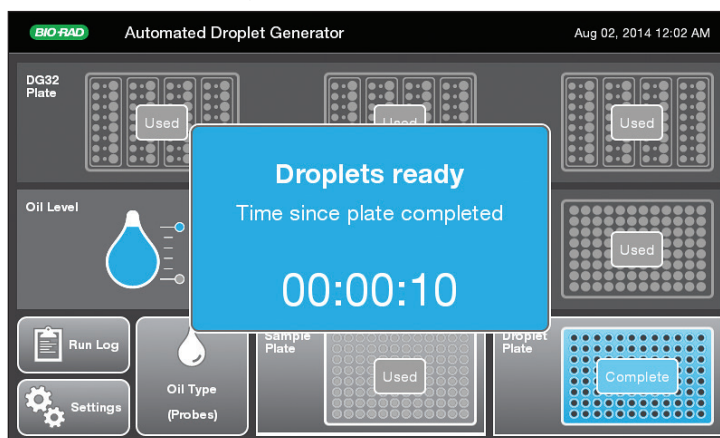 BIO-RAD
Automated Droplet Generator
Aug 02, 2014 12:02 AM
DG32
Plate
Used
Used
Used
Droplets ready
Time since plate completed
00:00:10
Oil Level
Used
Run Log
Settings
Oil Type
(Probes)
Sample
Plate
Used
Droplet
Plate
Complete